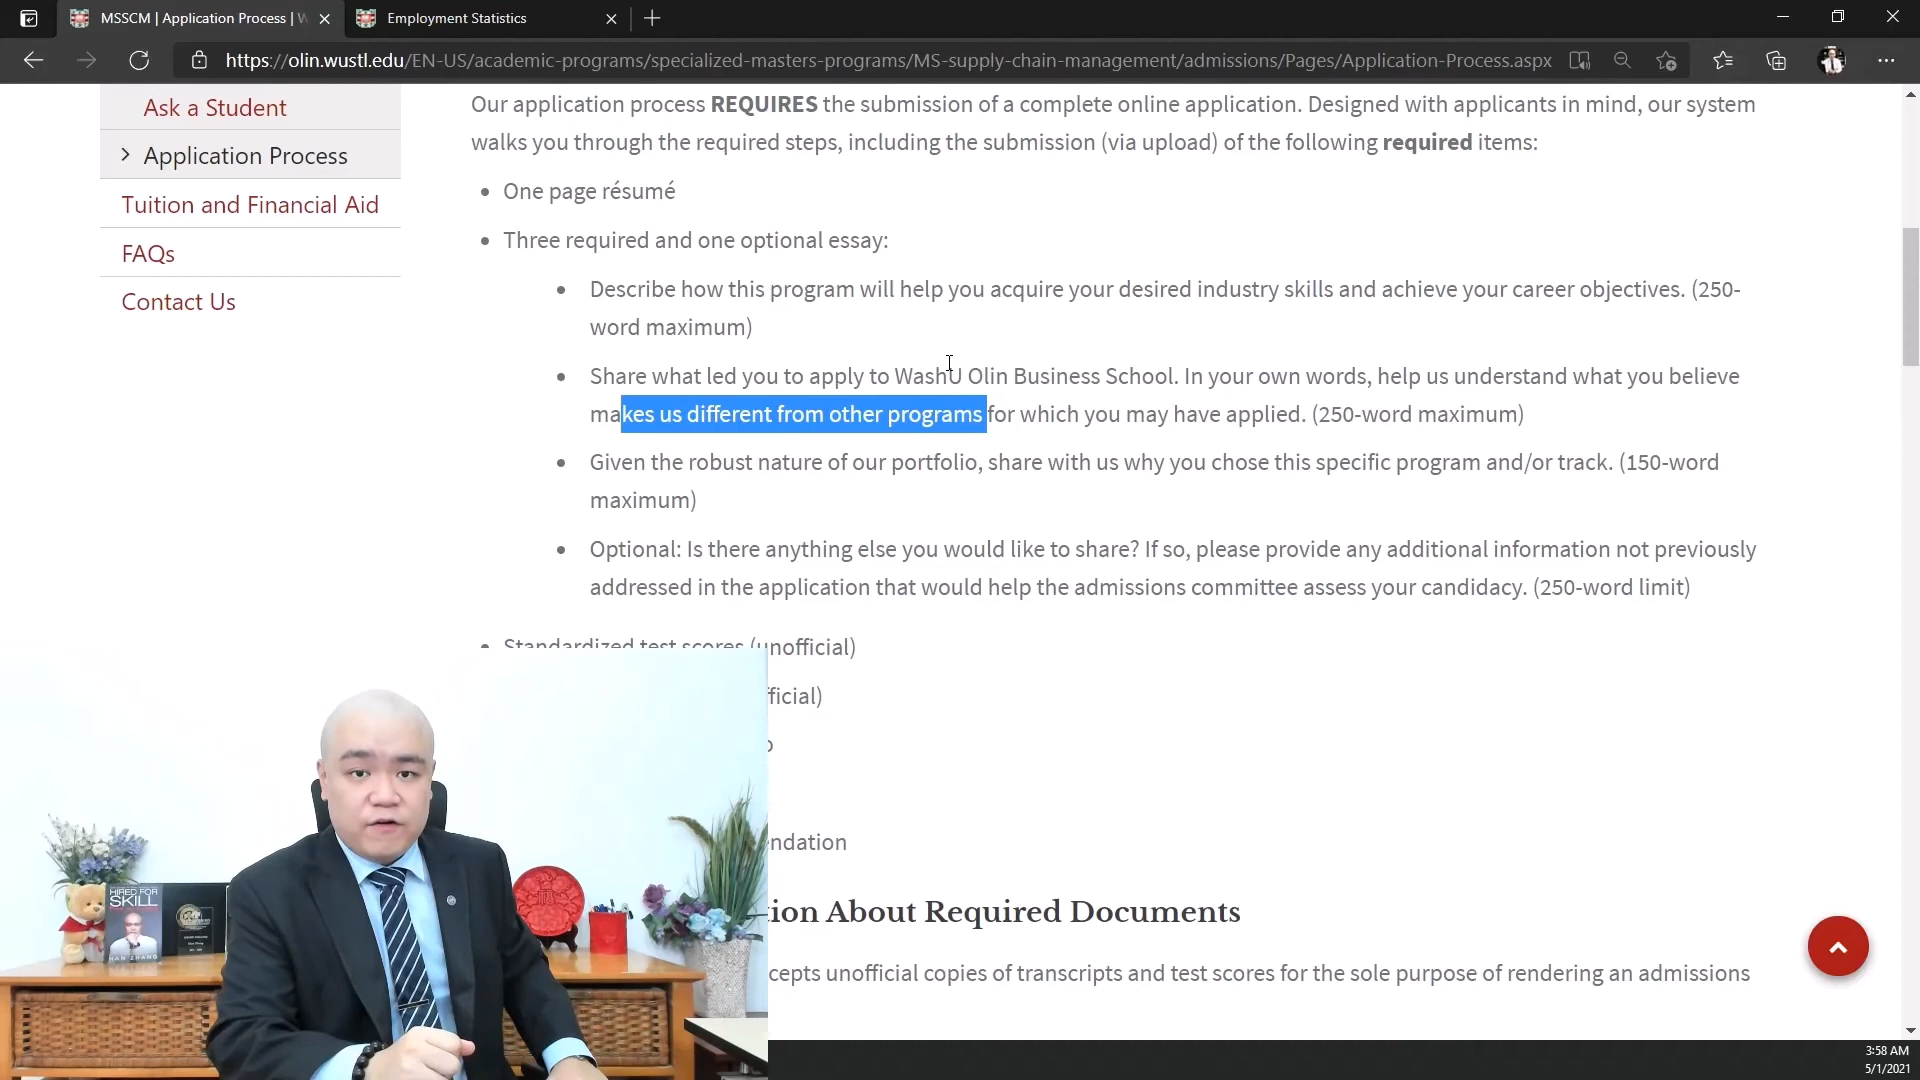 MSSCM | Application Process | W
Employment Statistics
https://olin.wustl.edu/EN-US/academic-programs/specialized-masters-programs/MS-supply-chain-management/admissions/Pages/Application-Process.aspx
Ask a Student
Application Process
Tuition and Financial Aid
FAQs
Contact Us
Our application process REQUIRES the submission of a complete online application. Designed with applicants in mind, our system
walks you through the required steps, including the submission (via upload) of the following required items:
• One page résumé
• Three required and one optional essay:
• Describe how this program will help you acquire your desired industry skills and achieve your career objectives. (250-
word maximum)
• Share what led you to apply to WashU Olin Business School. In your own words, help us understand what you believe
makes us different from other programs for which you may have applied. (250-word maximum)
• Given the robust nature of our portfolio, share with us why you chose this specific program and/or track. (150-word
maximum)
• Optional: Is there anything else you would like to share? If so, please provide any additional information not previously
addressed in the application that would help the admissions committee assess your candidacy. (250-word limit)
• Standardized test scores (unofficial)
ficial)
o
endation
tion About Required Documents
cepts unofficial copies of transcripts and test scores for the sole purpose of rendering an admissions
HIRED FOR
SKILL
HAN ZHANG
3:58 AM
5/1/2021